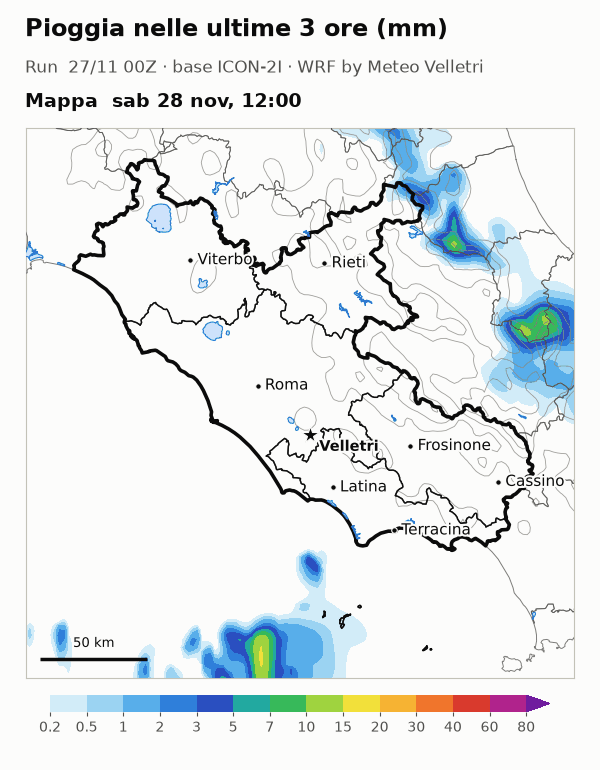 Pioggia nelle ultime 3 ore (mm)
Run  27/11 00Z · base ICON-2I · WRF by Meteo Velletri
Mappa  sab 28 nov, 12:00
Viterbo
Rieti
Roma
Velletri
Frosinone
Latina
Cassino
Terracina
50 km
0.2 0.5 1 2 3 5 7 10 15 20 30 40 60 80